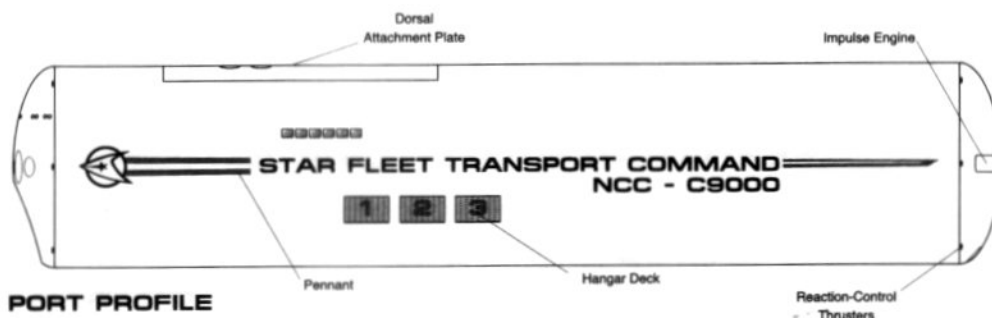 Dorsal
Attachment Plate
Impulse Engine
STAR FLEET TRANSPORT COMMAND
NCC - C9000
1 2 3
Pennant
Hangar Deck
PORT PROFILE
Reaction-Control
Thrusters